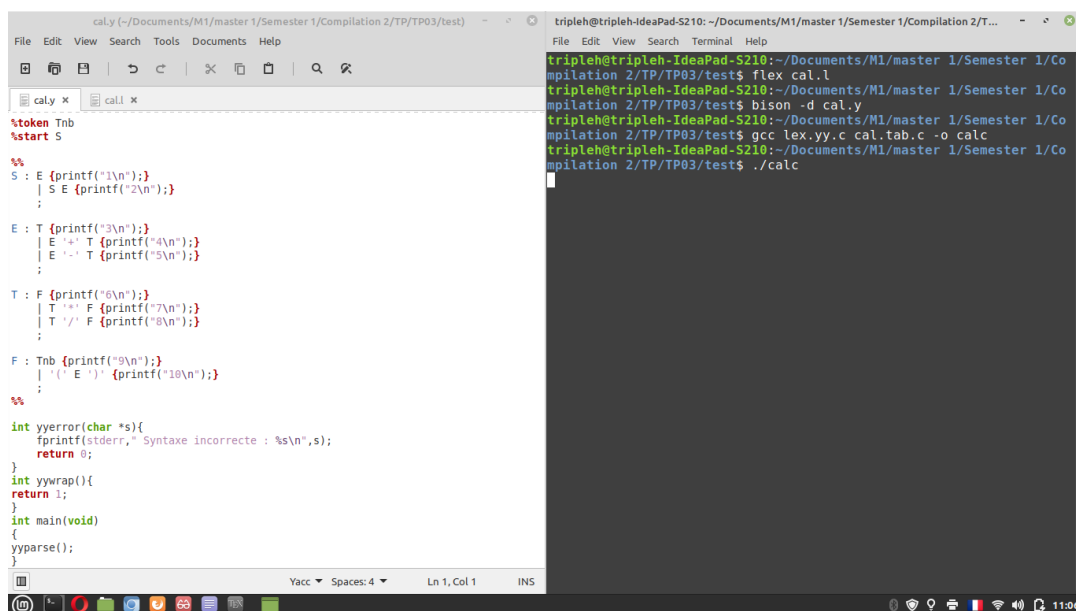 cal.y (~/Documents/M1/master 1/Semester 1/Compilation 2/TP/TP03/test)
File Edit View Search Tools Documents Help
cal.y × cal.l ×
%token Tnb
%start S
%%
S : E {printf("1\n");}
| S E {printf("2\n");}
;
E : T {printf("3\n");}
| E '+' T {printf("4\n");}
| E '-' T {printf("5\n");}
;
T : F {printf("6\n");}
| T '*' F {printf("7\n");}
| T '/' F {printf("8\n");}
;
F : Tnb {printf("9\n");}
| '(' E ')' {printf("10\n");}
;
%%
int yyerror(char *s){
fprintf(stderr," Syntaxe incorrecte : %s\n",s);
return 0;
}
int yywrap(){
return 1;
}
int main(void)
{
yyparse();
}
Yacc Spaces: 4 Ln 1, Col 1 INS
tripleh@tripleh-IdeaPad-S210: ~/Documents/M1/master 1/Semester 1/Compilation 2/T...
File Edit View Search Terminal Help
tripleh@tripleh-IdeaPad-S210:~/Documents/M1/master 1/Semester 1/Co
mpilation 2/TP/TP03/test$ flex cal.l
tripleh@tripleh-IdeaPad-S210:~/Documents/M1/master 1/Semester 1/Co
mpilation 2/TP/TP03/test$ bison -d cal.y
tripleh@tripleh-IdeaPad-S210:~/Documents/M1/master 1/Semester 1/Co
mpilation 2/TP/TP03/test$ gcc lex.yy.c cal.tab.c -o calc
tripleh@tripleh-IdeaPad-S210:~/Documents/M1/master 1/Semester 1/Co
mpilation 2/TP/TP03/test$ ./calc